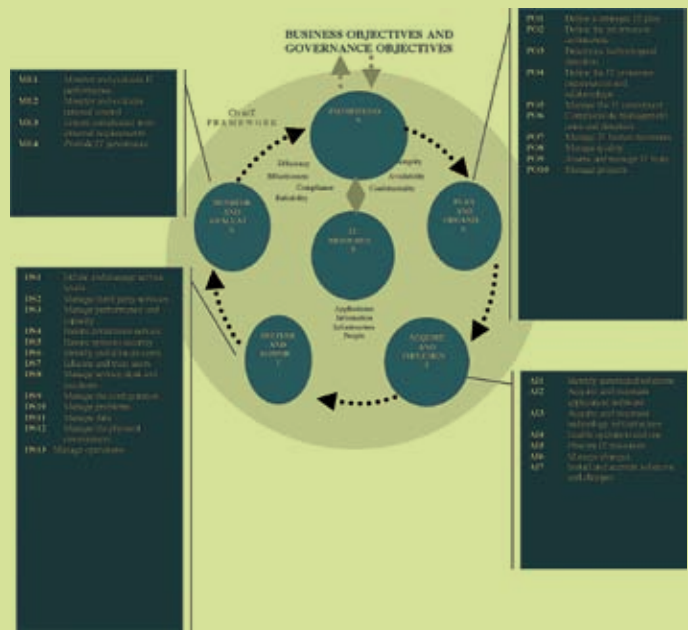 BUSINESS OBJECTIVES AND
GOVERNANCE OBJECTIVES
COBIT
FRAMEWORK
ME1 Monitor and evaluate IT
performance
ME2 Monitor and evaluate
internal control
ME3
external requirements
ME4 Provide IT governance
PO1 Define a strategic IT plan
PO2 Define the information
architecture
PO3 Determine technological
direction
PO4 Define the IT processes
organisation and
relationships
PO5 Manage the IT investment
PO6 Communicate management
aims and direction
PO7 Manage IT human resources
PO8 Manage quality
PO9 Assess and manage IT risks
PO10 Manage projects
Efficiency
Effectiveness
Compliance
Reliability
Integrity
Availability
Confidentiality
MONITOR
AND
PLAN
AND
IT
Applications
Information
Infrastructure
People
AND
ACQUIRE
AND
DS1 Define and manage service
levels
DS2 Manage third-party services
DS3 Manage performance and
capacity
DS4 Ensure continuous service
DS5 Ensure systems security
DS6 Identify and allocate costs
DS7 Educate and train users
DS8 Manage service desk and
incidents
DS9 Manage the configuration
DS10 Manage problems
DS11 Manage data
DS12 Manage the physical
environment
DS13 Manage operations
AI1 Identify automated solutions
AI2 Acquire and maintain
application software
AI3 Acquire and maintain
technology infrastructure
AI4 Enable operation and use
AI5 Procure IT resources
AI6 Manage changes
AI7 Install and accredit solutions
and changes